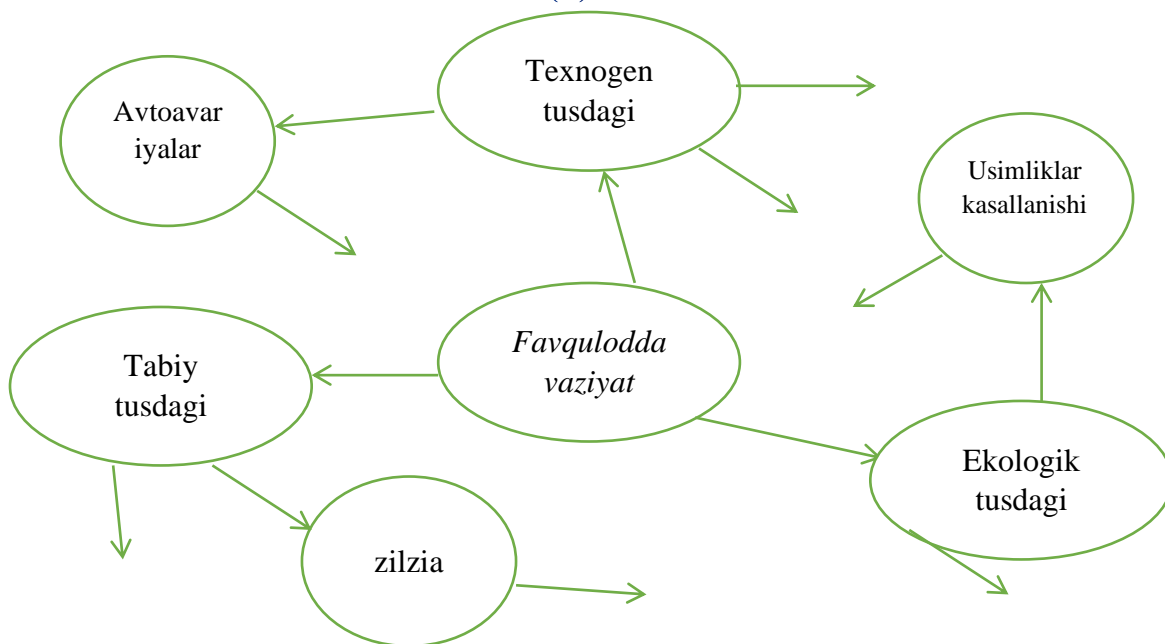 Texnogen
tusdagi
Avtoavar
iyalar
Usimliklar
kasallanishi
Favqulodda
vaziyat
Tabiy
tusdagi
Ekologik
tusdagi
zilzia